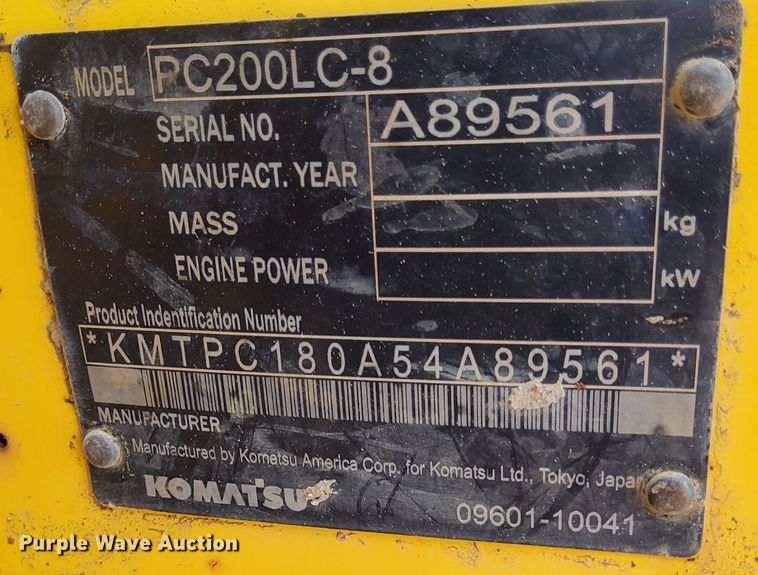 MODEL PC200LC-8
SERIAL NO. A89561
MANUFACT. YEAR
MASS kg
ENGINE POWER kW
Product Indentification Number
*KMTPC180A54A89561*
MANUFACTURER
Manufactured by Komatsu America Corp. for Komatsu Ltd., Tokyo, Japan
KOMATSU
09601-10041
Purple Wave Auction